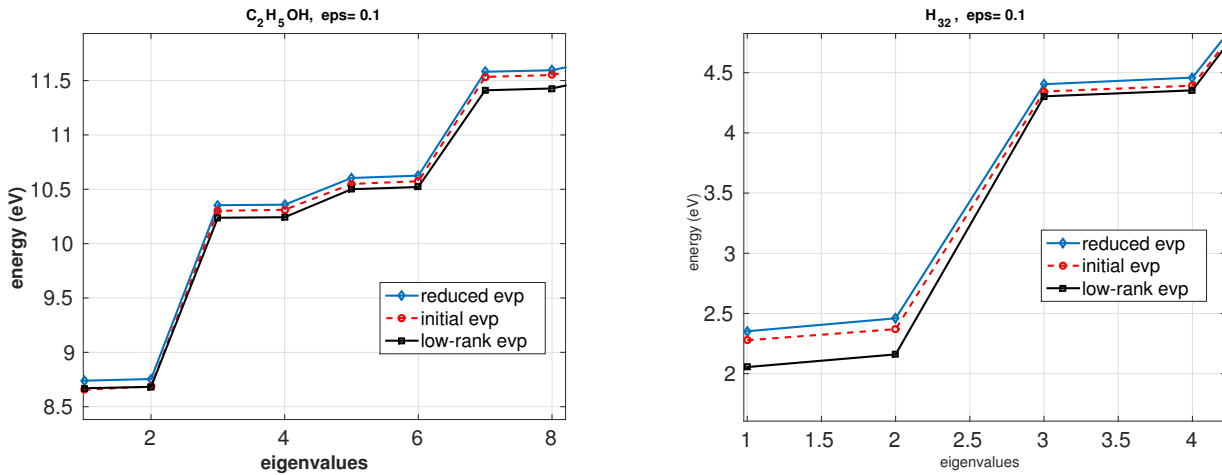 C₂H₅OH, eps= 0.1
11.5
11
10.5
10
9.5
9
8.5
energy (eV)
2
4
6
8
eigenvalues
reduced evp
initial evp
low-rank evp
H₃₂, eps=0.1
4.5
4
3.5
3
2.5
2
energy (eV)
1
1.5
2
2.5
3
3.5
4
eigenvalues
reduced evp
initial evp
low-rank evp